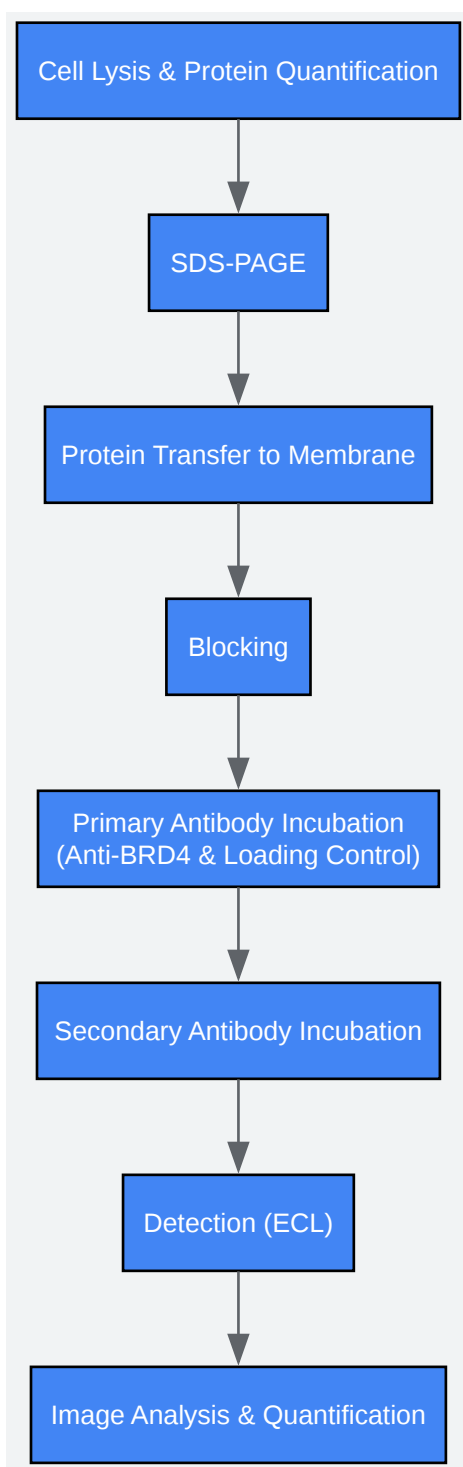 Cell Lysis & Protein Quantification
SDS-PAGE
Protein Transfer to Membrane
Blocking
Primary Antibody Incubation
(Anti-BRD4 & Loading Control)
Secondary Antibody Incubation
Detection (ECL)
Image Analysis & Quantification